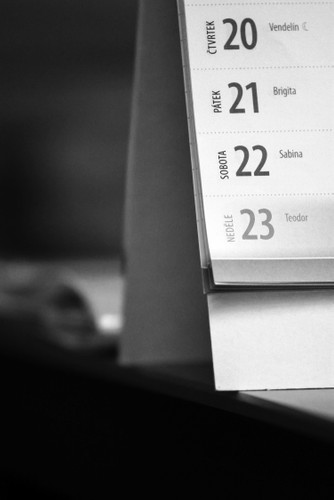 ČTVRTEK 20 Vendelín ☾
PÁTEK 21 Brigita
SOBOTA 22 Sabina
NEDĚLE 23 Teodor